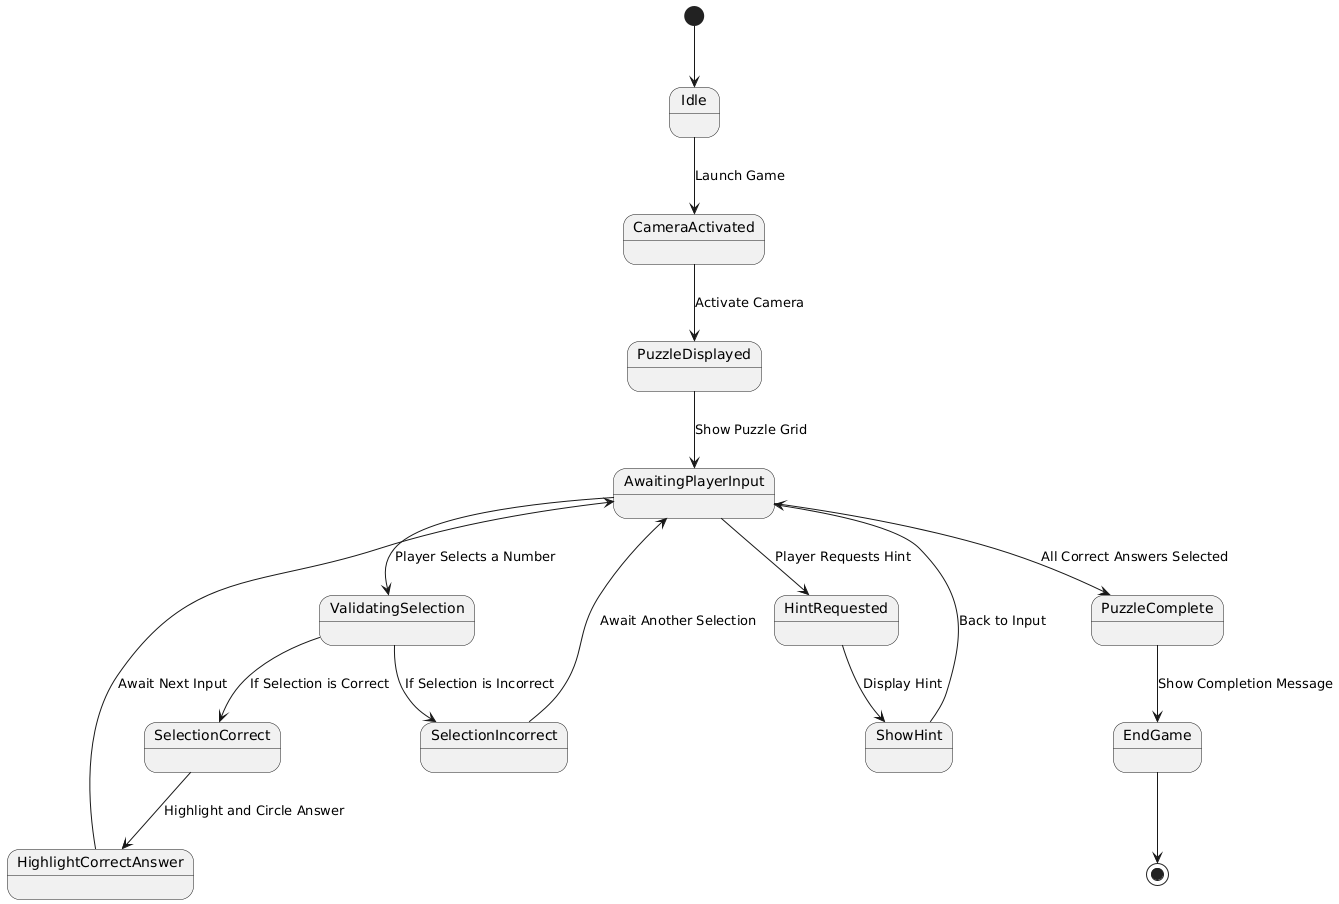 Idle
Launch Game
CameraActivated
Activate Camera
PuzzleDisplayed
Show Puzzle Grid
AwaitingPlayerInput
Player Selects a Number
Player Requests Hint
All Correct Answers Selected
ValidatingSelection
HintRequested
PuzzleComplete
Await Another Selection
Back to Input
Await Next Input
If Selection is Correct
If Selection is Incorrect
Display Hint
Show Completion Message
SelectionCorrect
SelectionIncorrect
ShowHint
EndGame
Highlight and Circle Answer
HighlightCorrectAnswer